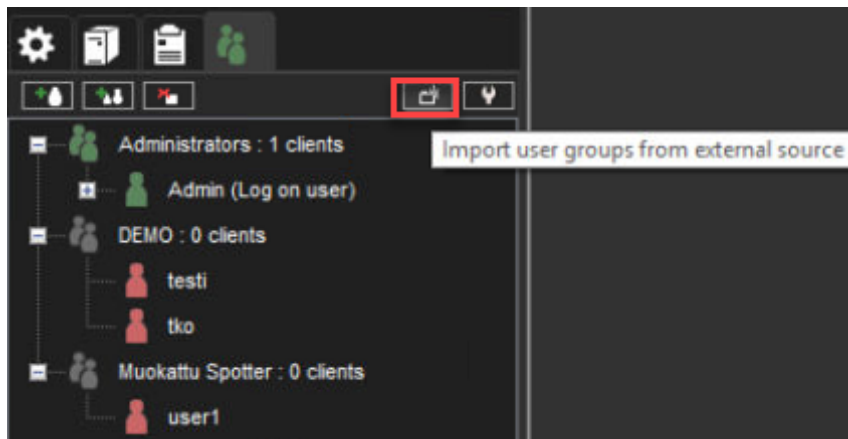 Administrators : 1 clients
Import user groups from external source
Admin (Log on user)
DEMO : 0 clients
testi
tko
Muokattu Spotter : 0 clients
user1